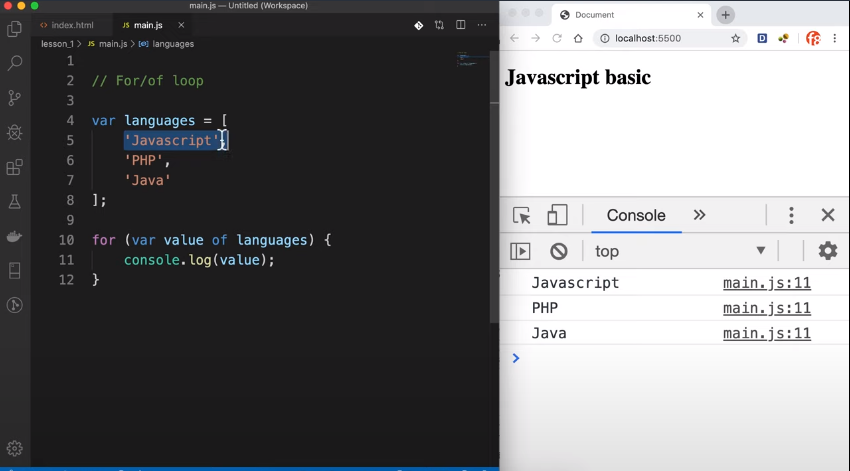 main.js — Untitled (Workspace)
index.html
main.js
lesson_1 > main.js > languages
1
2 // For/of loop
3
4 var languages = [
5 'Javascript',
6 'PHP',
7 'Java'
8 ];
9
10 for (var value of languages) {
11 console.log(value);
12 }
Document
localhost:5500
Javascript basic
Console
top
Javascript main.js:11
PHP main.js:11
Java main.js:11